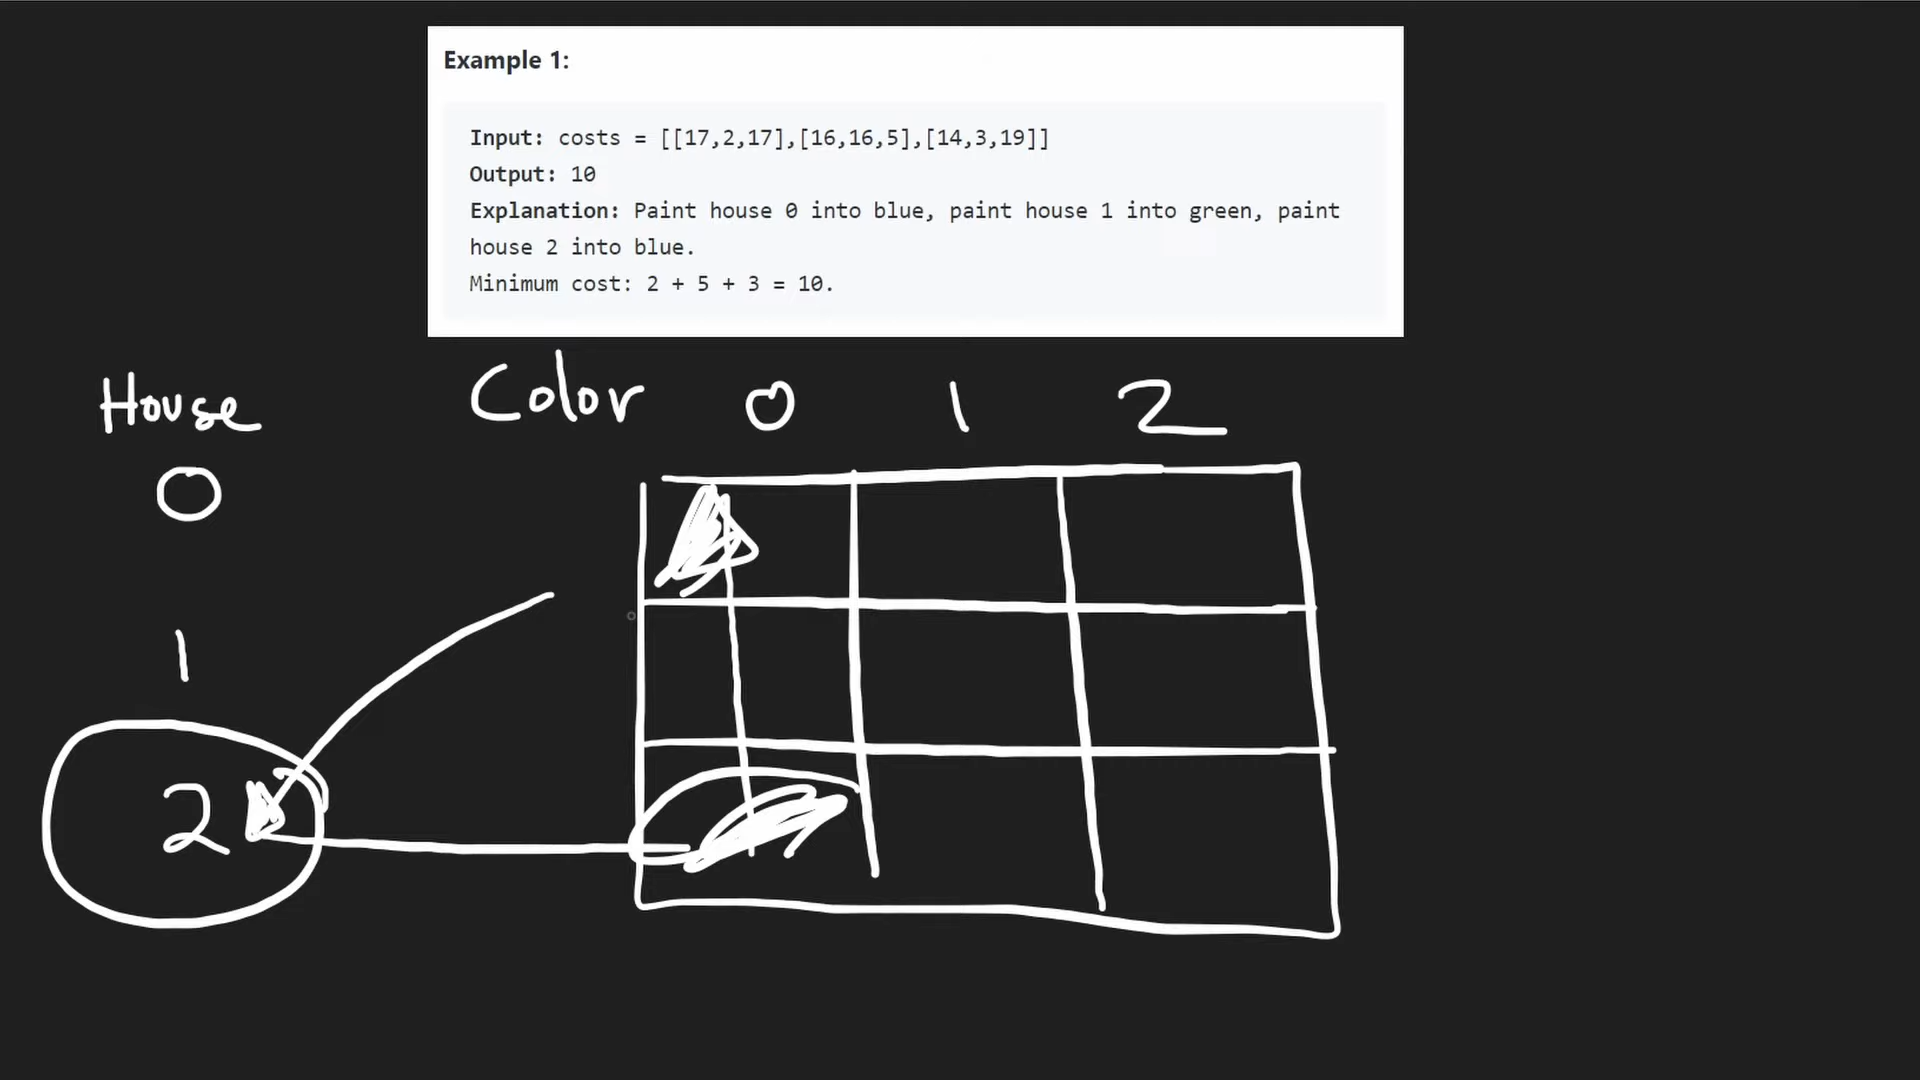 Example 1:
Input: costs = [[17,2,17],[16,16,5],[14,3,19]]
Output: 10
Explanation: Paint house 0 into blue, paint house 1 into green, paint
house 2 into blue.
Minimum cost: 2 + 5 + 3 = 10.
House Color 0 1 2
0
1
2